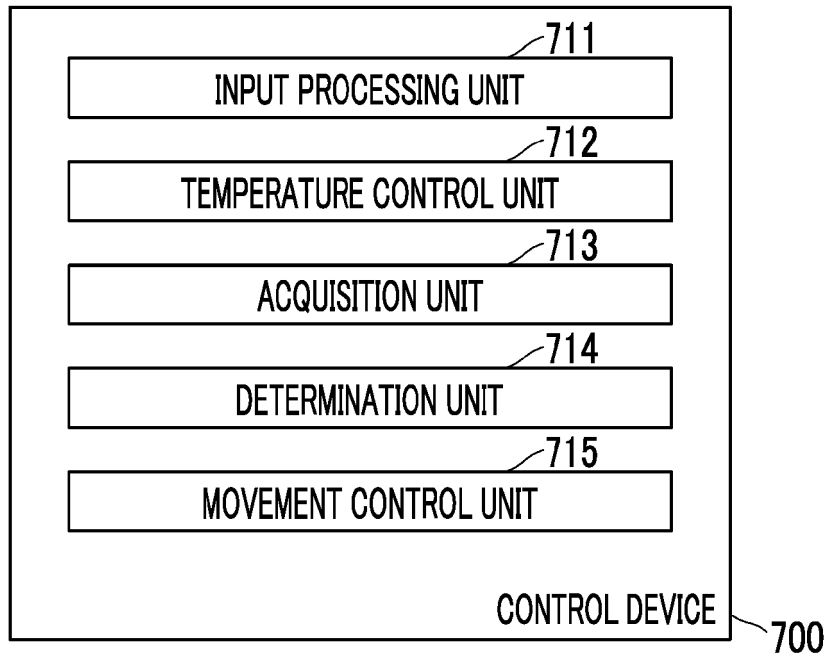 711
INPUT PROCESSING UNIT
712
TEMPERATURE CONTROL UNIT
713
ACQUISITION UNIT
714
DETERMINATION UNIT
715
MOVEMENT CONTROL UNIT
CONTROL DEVICE
700